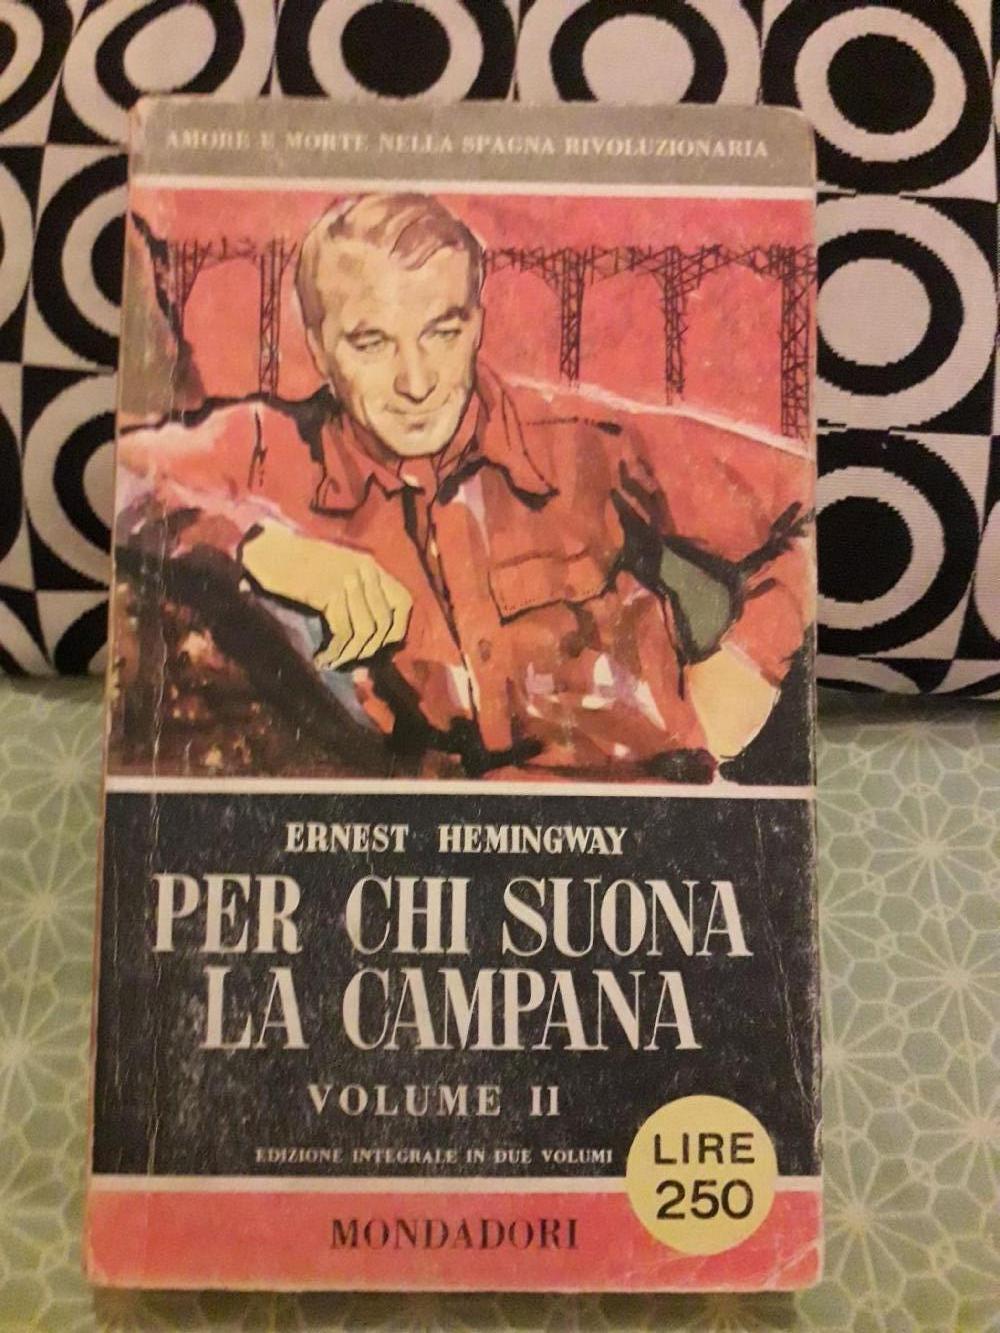 AMORE E MORTE NELLA SPAGNA RIVOLUZIONARIA
ERNEST HEMINGWAY
PER CHI SUONA
LA CAMPANA
VOLUME II
EDIZIONE INTEGRALE IN DUE VOLUMI
LIRE
250
MONDADORI